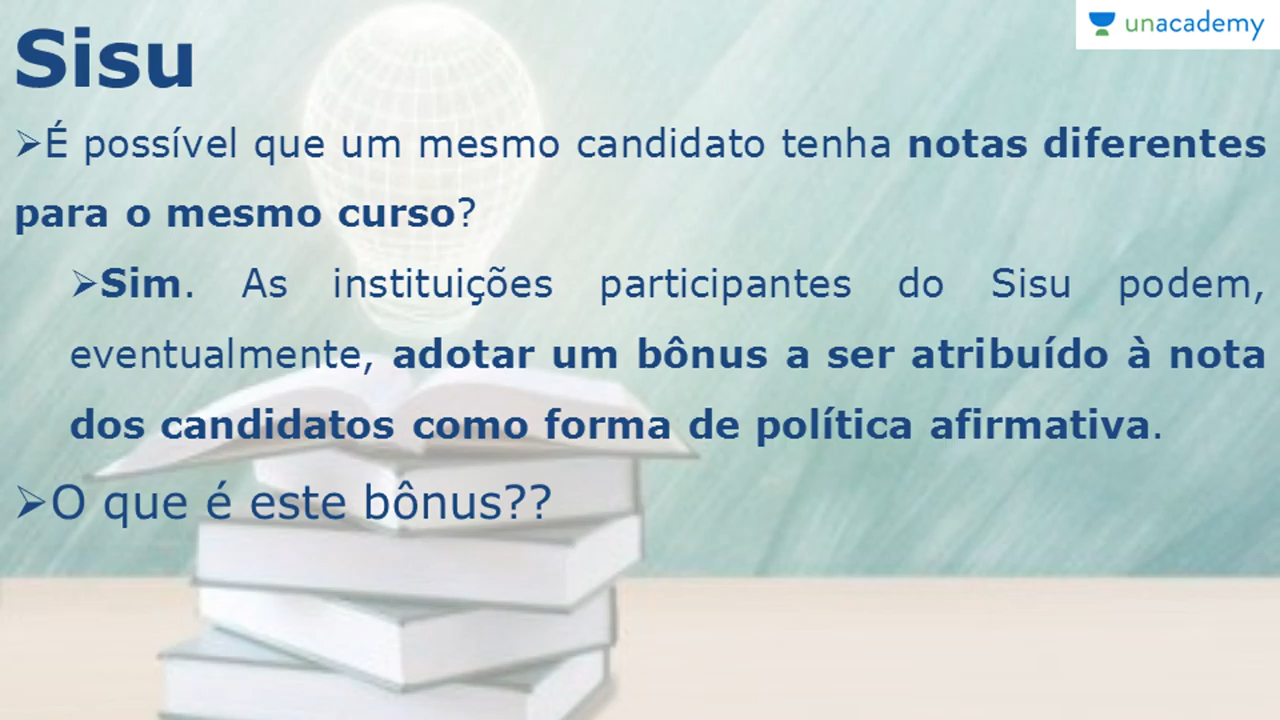 unacademy
Sisu
➢É possível que um mesmo candidato tenha notas diferentes
para o mesmo curso?
➢Sim. As instituições participantes do Sisu podem,
eventualmente, adotar um bônus a ser atribuído à nota
dos candidatos como forma de política afirmativa.
➢O que é este bônus??